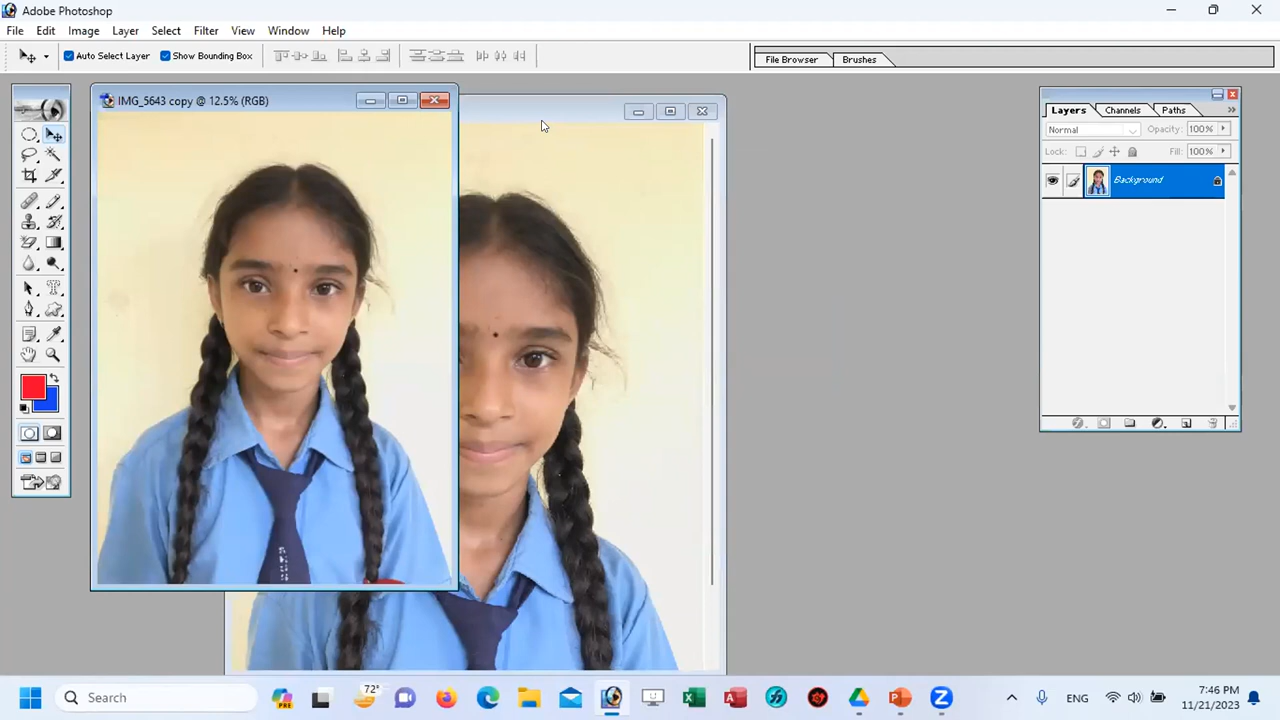 Adobe Photoshop
File Edit Image Layer Select Filter View Window Help
Auto Select Layer Show Bounding Box
File Browser Brushes
IMG_5643 copy @ 12.5% (RGB)
Layers Channels Paths
Normal Opacity: 100%
Lock: Fill: 100%
Background
Search
PRE
72°
ENG
7:46 PM
11/21/2023